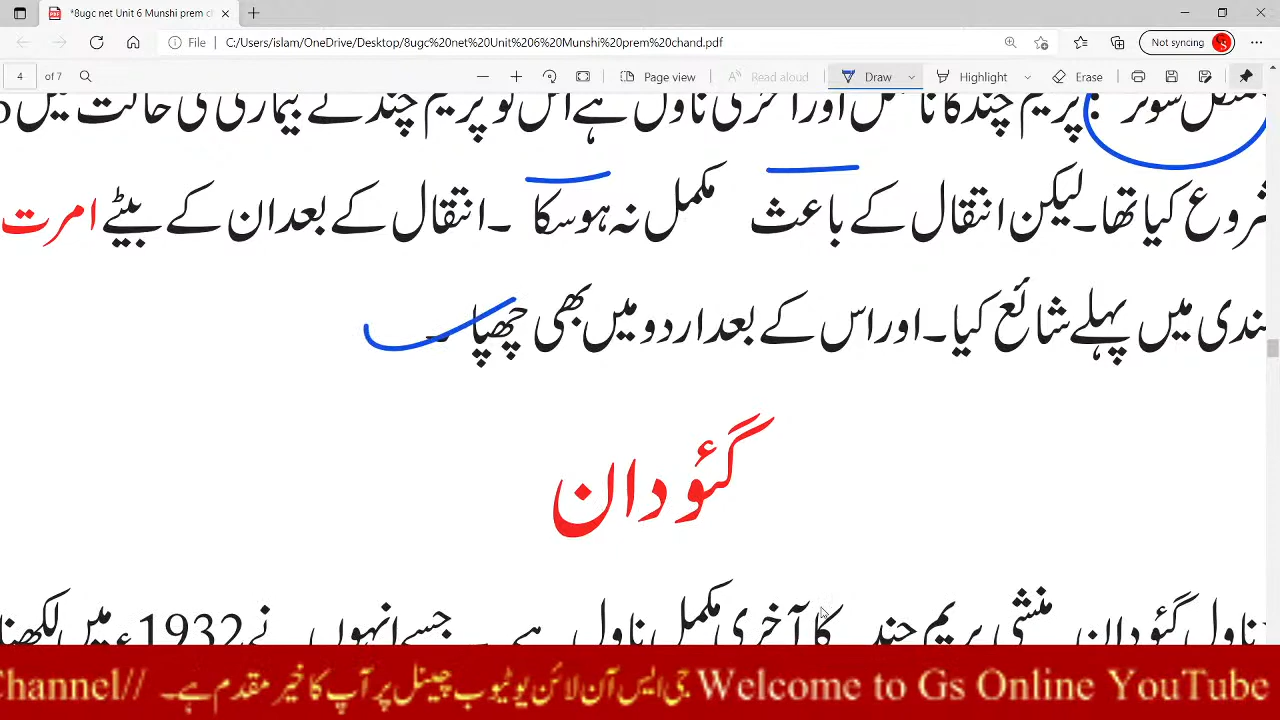 *8ugc net Unit 6 Munshi prem c
File C:/Users/islam/OneDrive/Desktop/8ugc%20net%20Unit%206%20Munshi%20prem%20chand.pdf
Not syncing
4 of 7
Page view
Read aloud
Draw
Highlight
Erase
پریم چند کا اور آخری ناول ہے اس کو پریم چند نے بیماری کی حالت میں
شروع کیا تھا۔ لیکن انتقال کے باعث مکمل نہ ہوسکا ۔ انتقال کے بعد ان کے بیٹے امرت
ہندی میں پہلے شائع کیا۔ اور اس کے بعد اردو میں بھی چھپا ۔
گئودان
ناول گئودان منشی پریم چند کا آخری مکمل ناول ہے ۔ جسے انہوں نے 1932ء میں لکھنا
Channel// جی ایس آن لائن یوٹیوب چینل پر آپ کا خیر مقدم ہے۔ Welcome to Gs Online YouTube